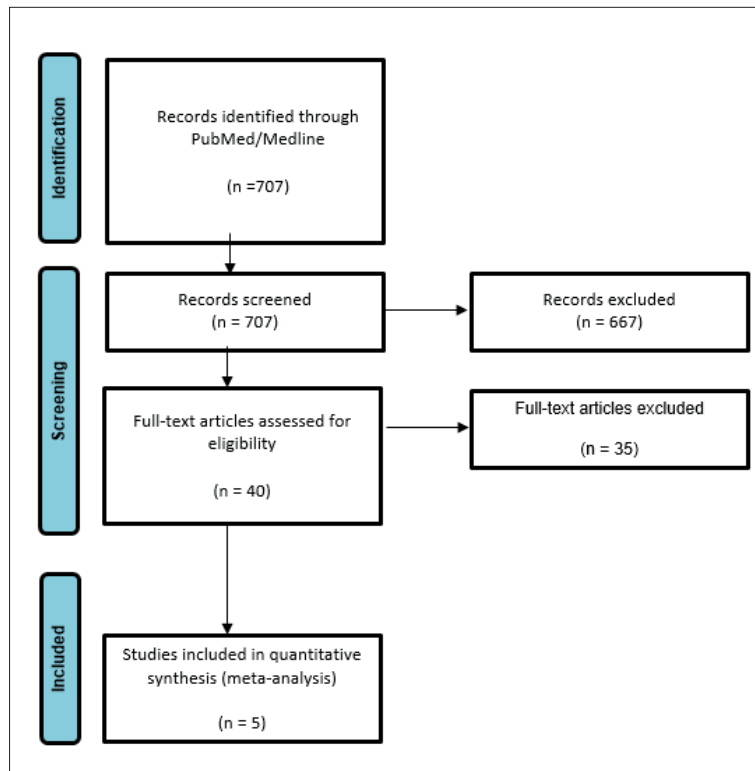 Identification
Records identified through
PubMed/Medline
(n =707)
Screening
Records screened
(n = 707)
Records excluded
(n = 667)
Full-text articles assessed for
eligibility
(n = 40)
Full-text articles excluded
(n = 35)
Included
Studies included in quantitative
synthesis (meta-analysis)
(n = 5)